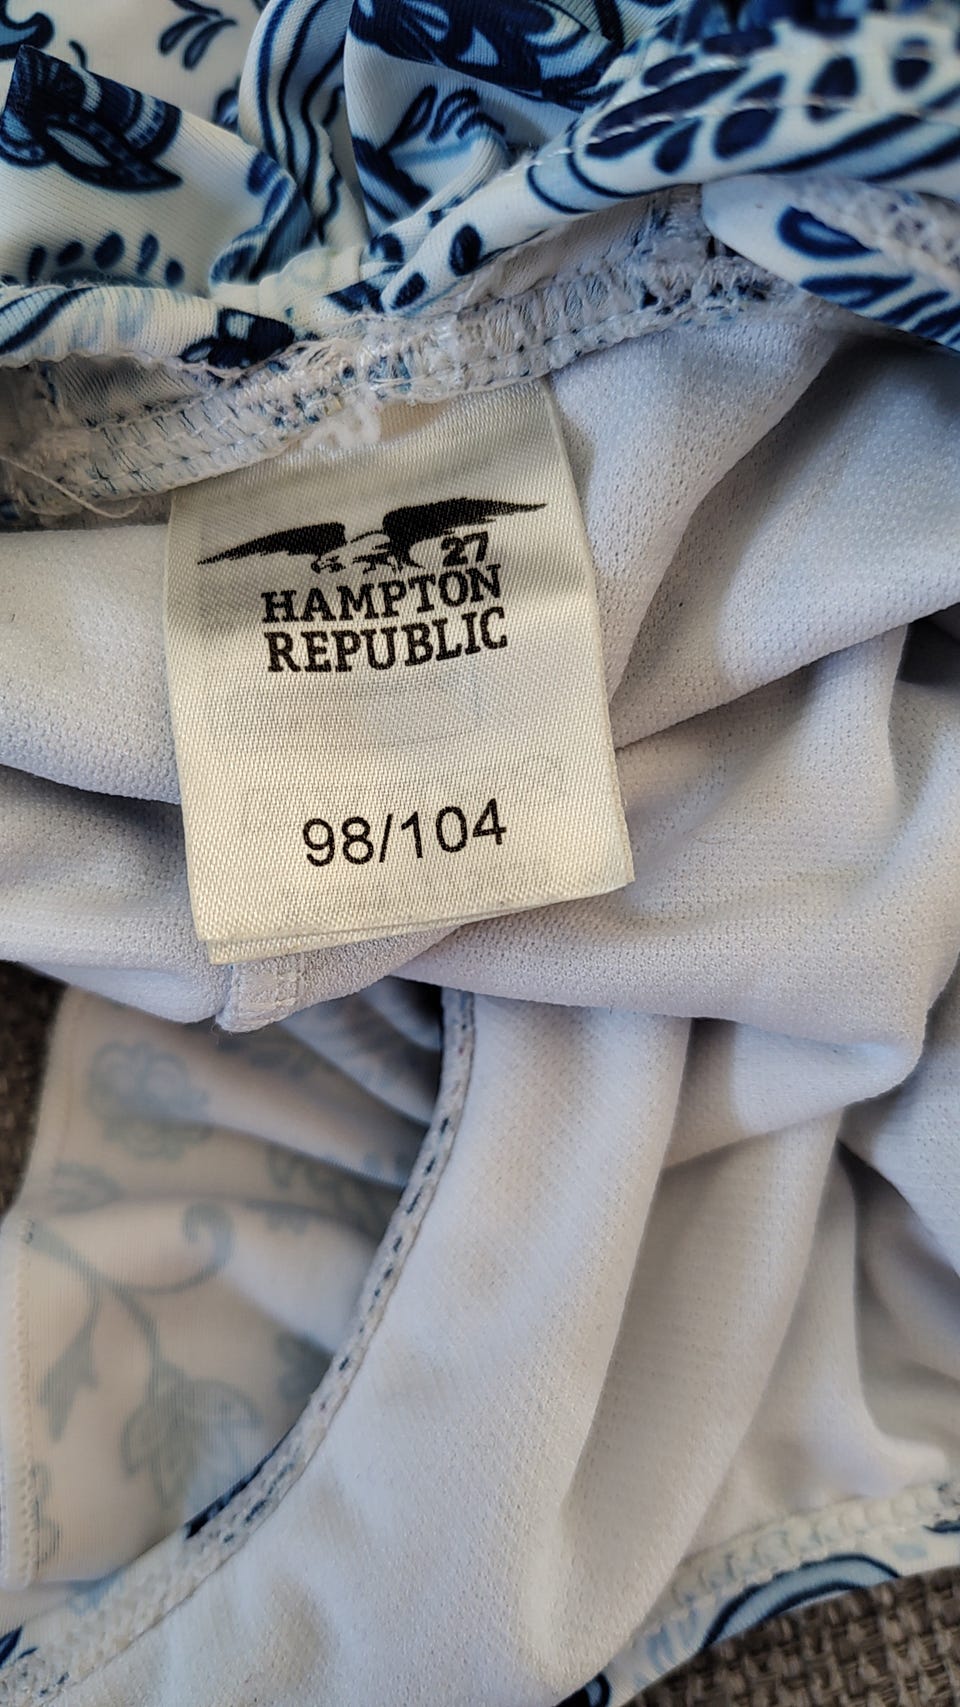 27
HAMPTON
REPUBLIC
98/104